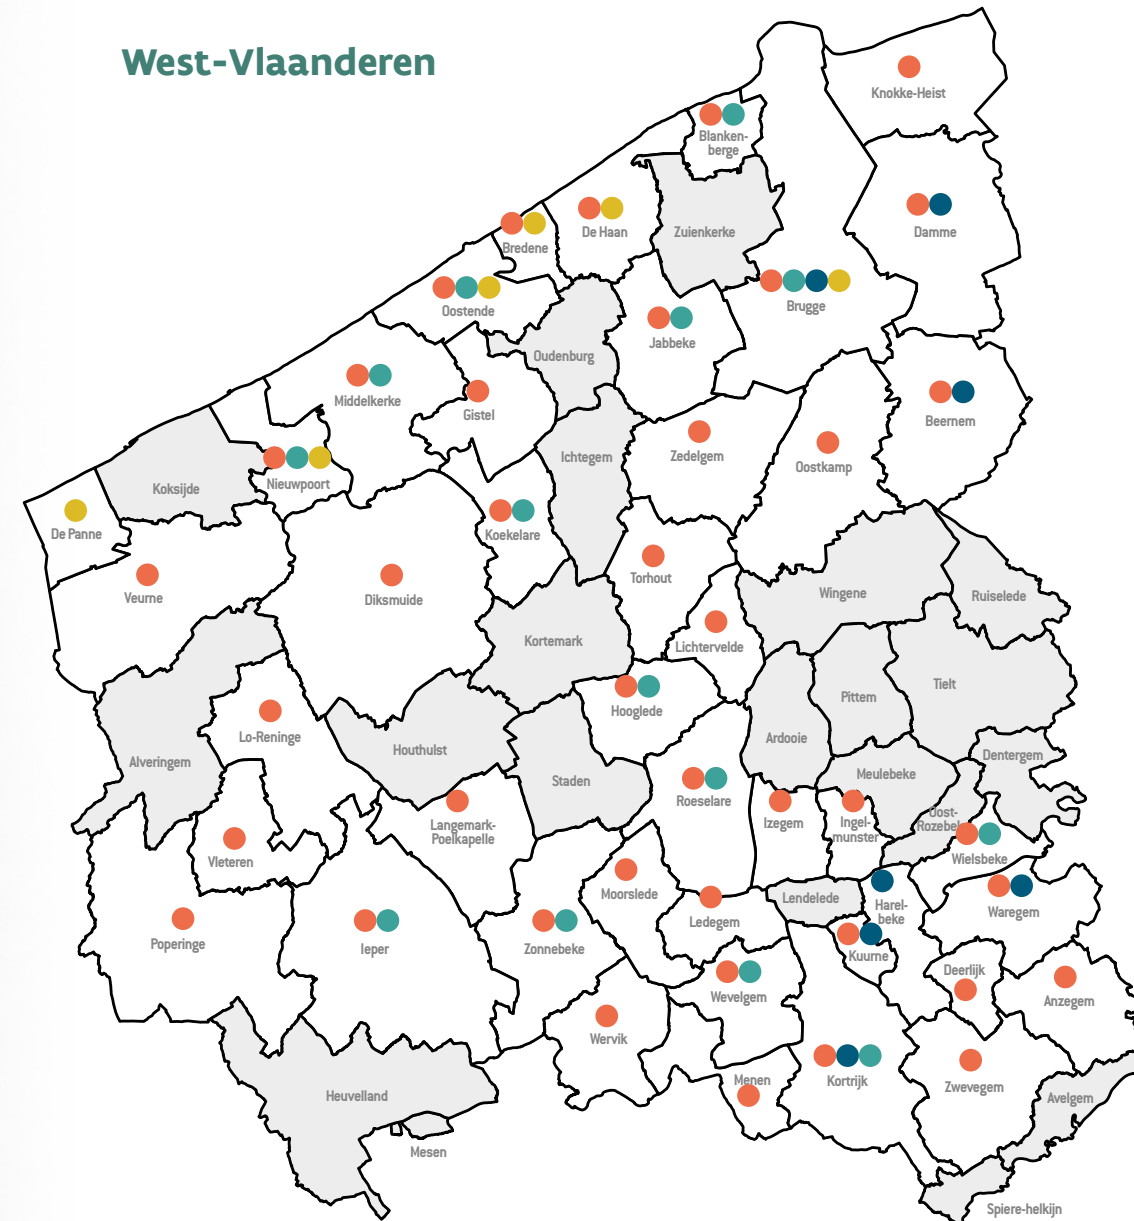 West-Vlaanderen
Knokke-Heist
Blanken-
berge
Damme
Zuienkerke
De Haan
Bredene
Brugge
Oostende
Jabbeke
Oudenburg
Middelkerke
Gistel
Beernem
Ichtegem
Zedelgem
Oostkamp
Koksijde
Nieuwpoort
De Panne
Koekelare
Torhout
Veurne
Diksmuide
Wingene
Ruiselede
Kortemark
Lichtervelde
Tielt
Pittem
Hooglede
Lo-Reninge
Ardooie
Houthulst
Dentergem
Alveringem
Staden
Meulebeke
Roeselare
Oost-
Rozebeke
Izegem
Ingel-
munster
Langemark-
Poelkapelle
Vleteren
Wielsbeke
Moorslede
Lendelede
Harel-
beke
Waregem
Ledegem
Poperinge
Ieper
Zonnebeke
Kuurne
Deerlijk
Wevelgem
Anzegem
Wervik
Menen
Kortrijk
Zwevegem
Heuvelland
Avelgem
Mesen
Spiere-helkijn